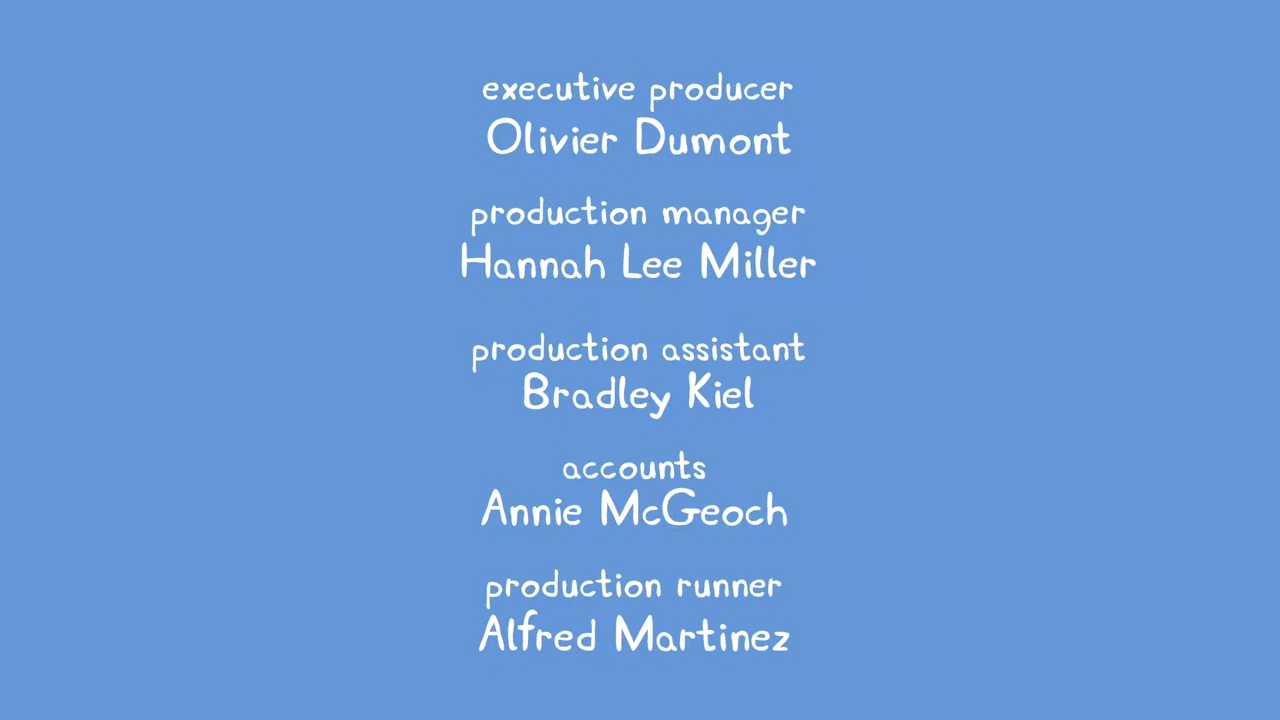 executive producer
Olivier Dumont
production manager
Hannah Lee Miller
production assistant
Bradley Kiel
accounts
Annie McGeoch
production runner
Alfred Martinez